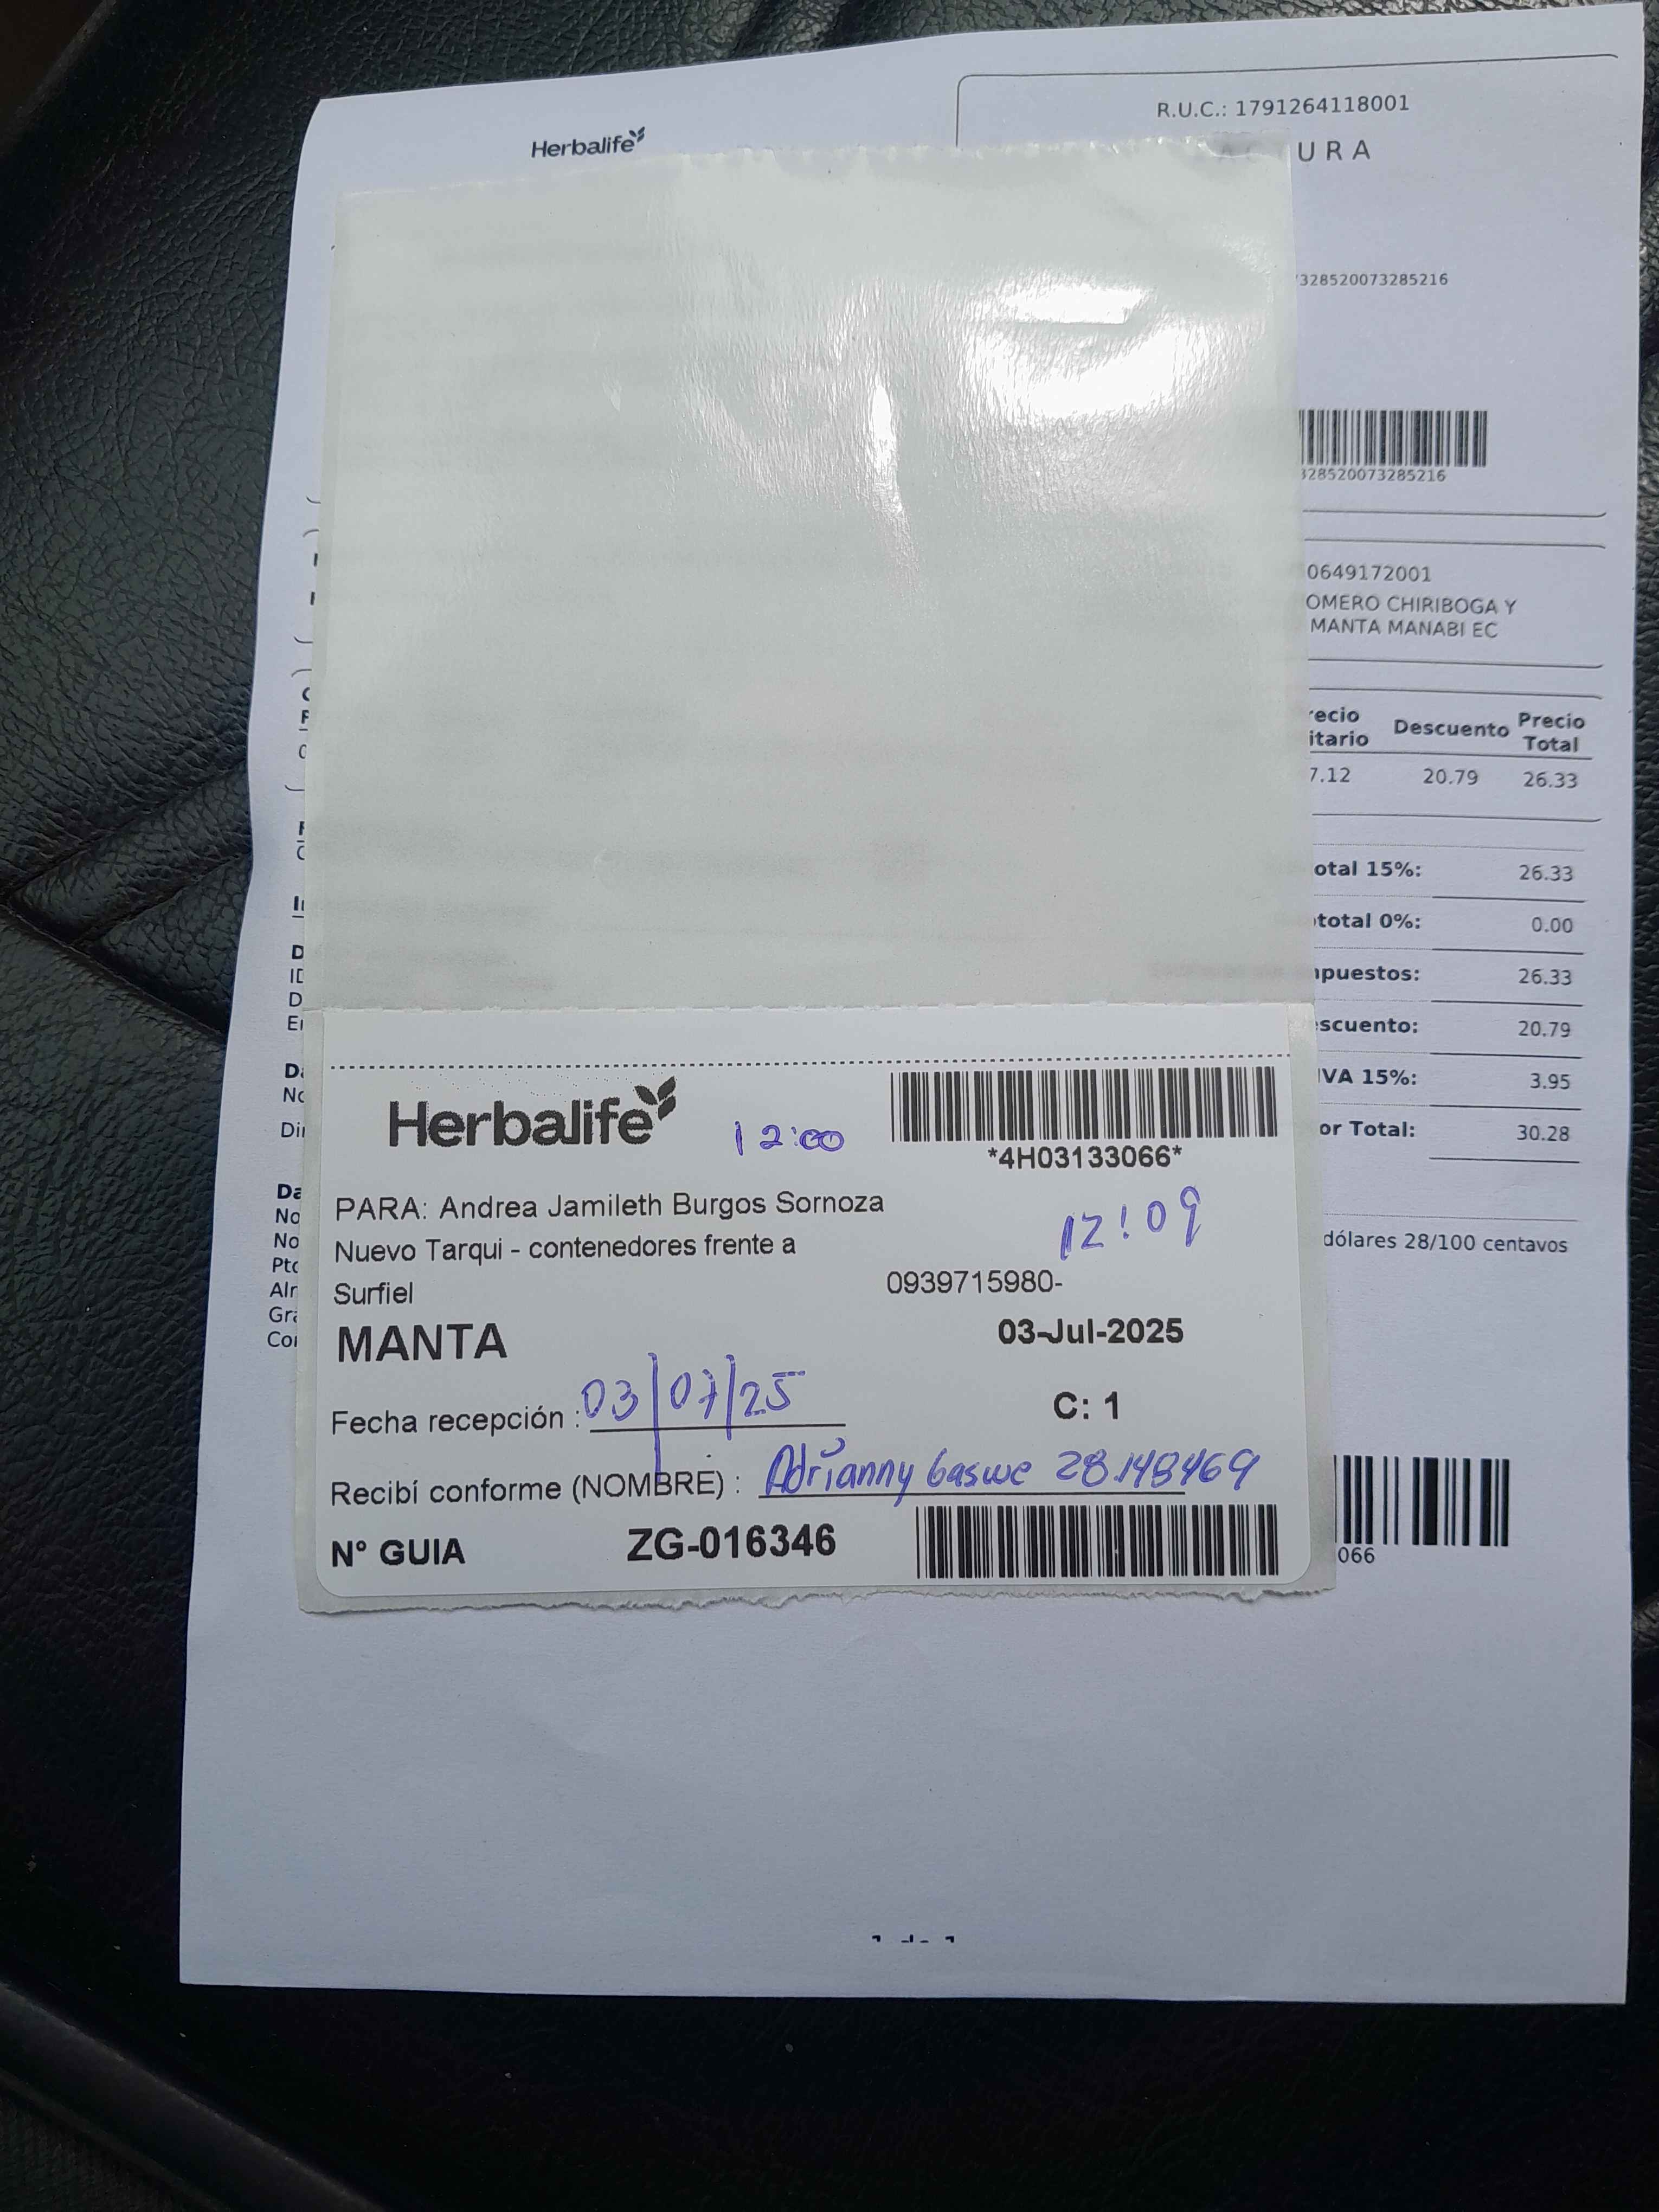 Herbalife
R.U.C.: 1791264118001
URA
328520073285216
328520073285216
0649172001
OMERO CHIRIBOGA Y
MANTA MANABI EC
recio Descuento Precio
itario Total
7.12 20.79 26.33
otal 15%: 26.33
total 0%: 0.00
puestos: 26.33
scuento: 20.79
IVA 15%: 3.95
or Total: 30.28
dólares 28/100 centavos
Herbalife
12:00
*4H03133066*
PARA: Andrea Jamileth Burgos Sornoza
12:09
Nuevo Tarqui - contenedores frente a
Surfiel
0939715980-
MANTA
03-Jul-2025
Fecha recepción : 03/07/25
C: 1
Recibí conforme (NOMBRE) : Adrianny
N° GUIA ZG-016346
066